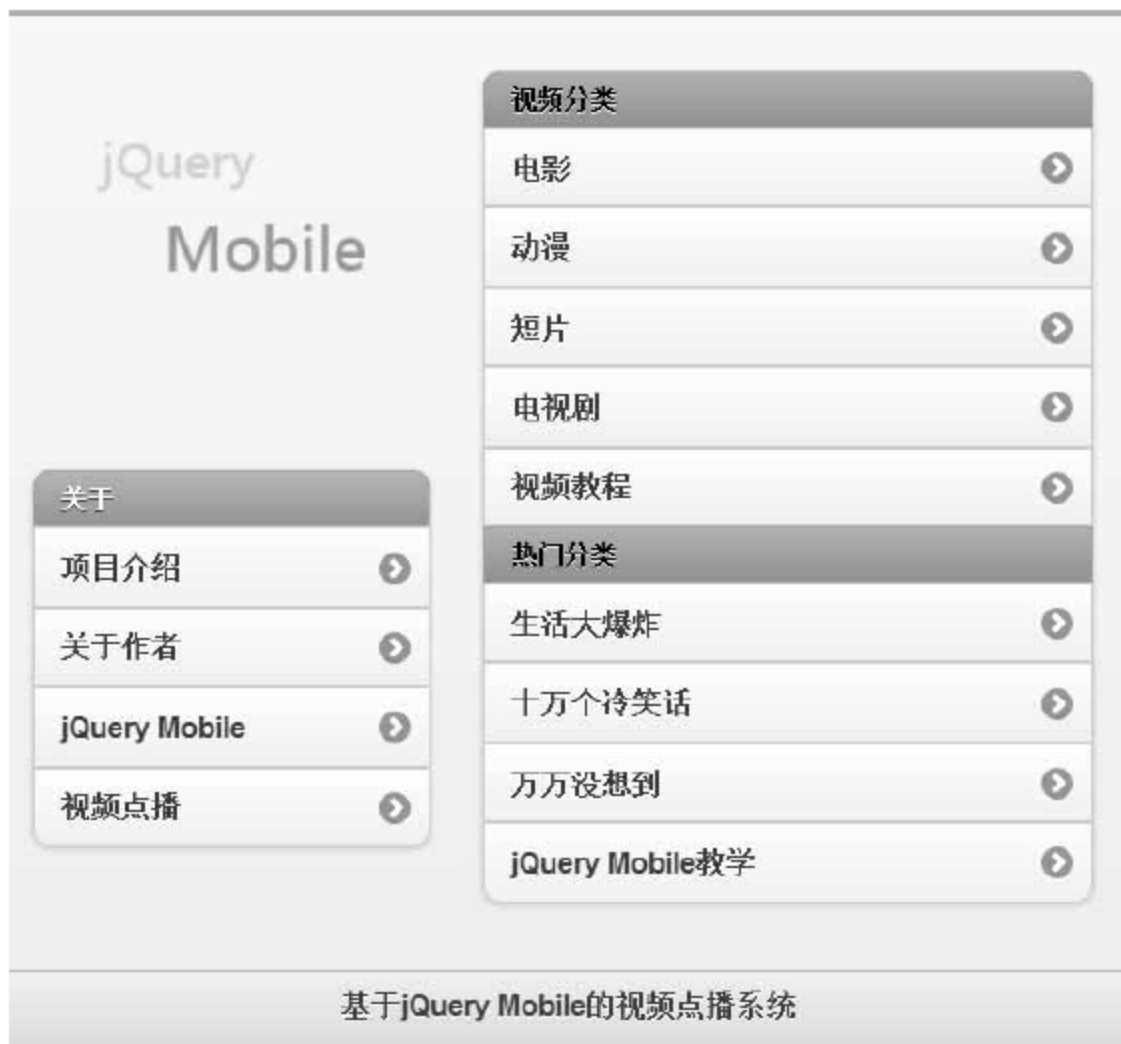 jQuery
Mobile
关于
项目介绍
关于作者
jQuery Mobile
视频点播
视频分类
电影
动漫
短片
电视剧
视频教程
热门分类
生活大爆炸
十万个冷笑话
万万没想到
jQuery Mobile教学
基于jQuery Mobile的视频点播系统